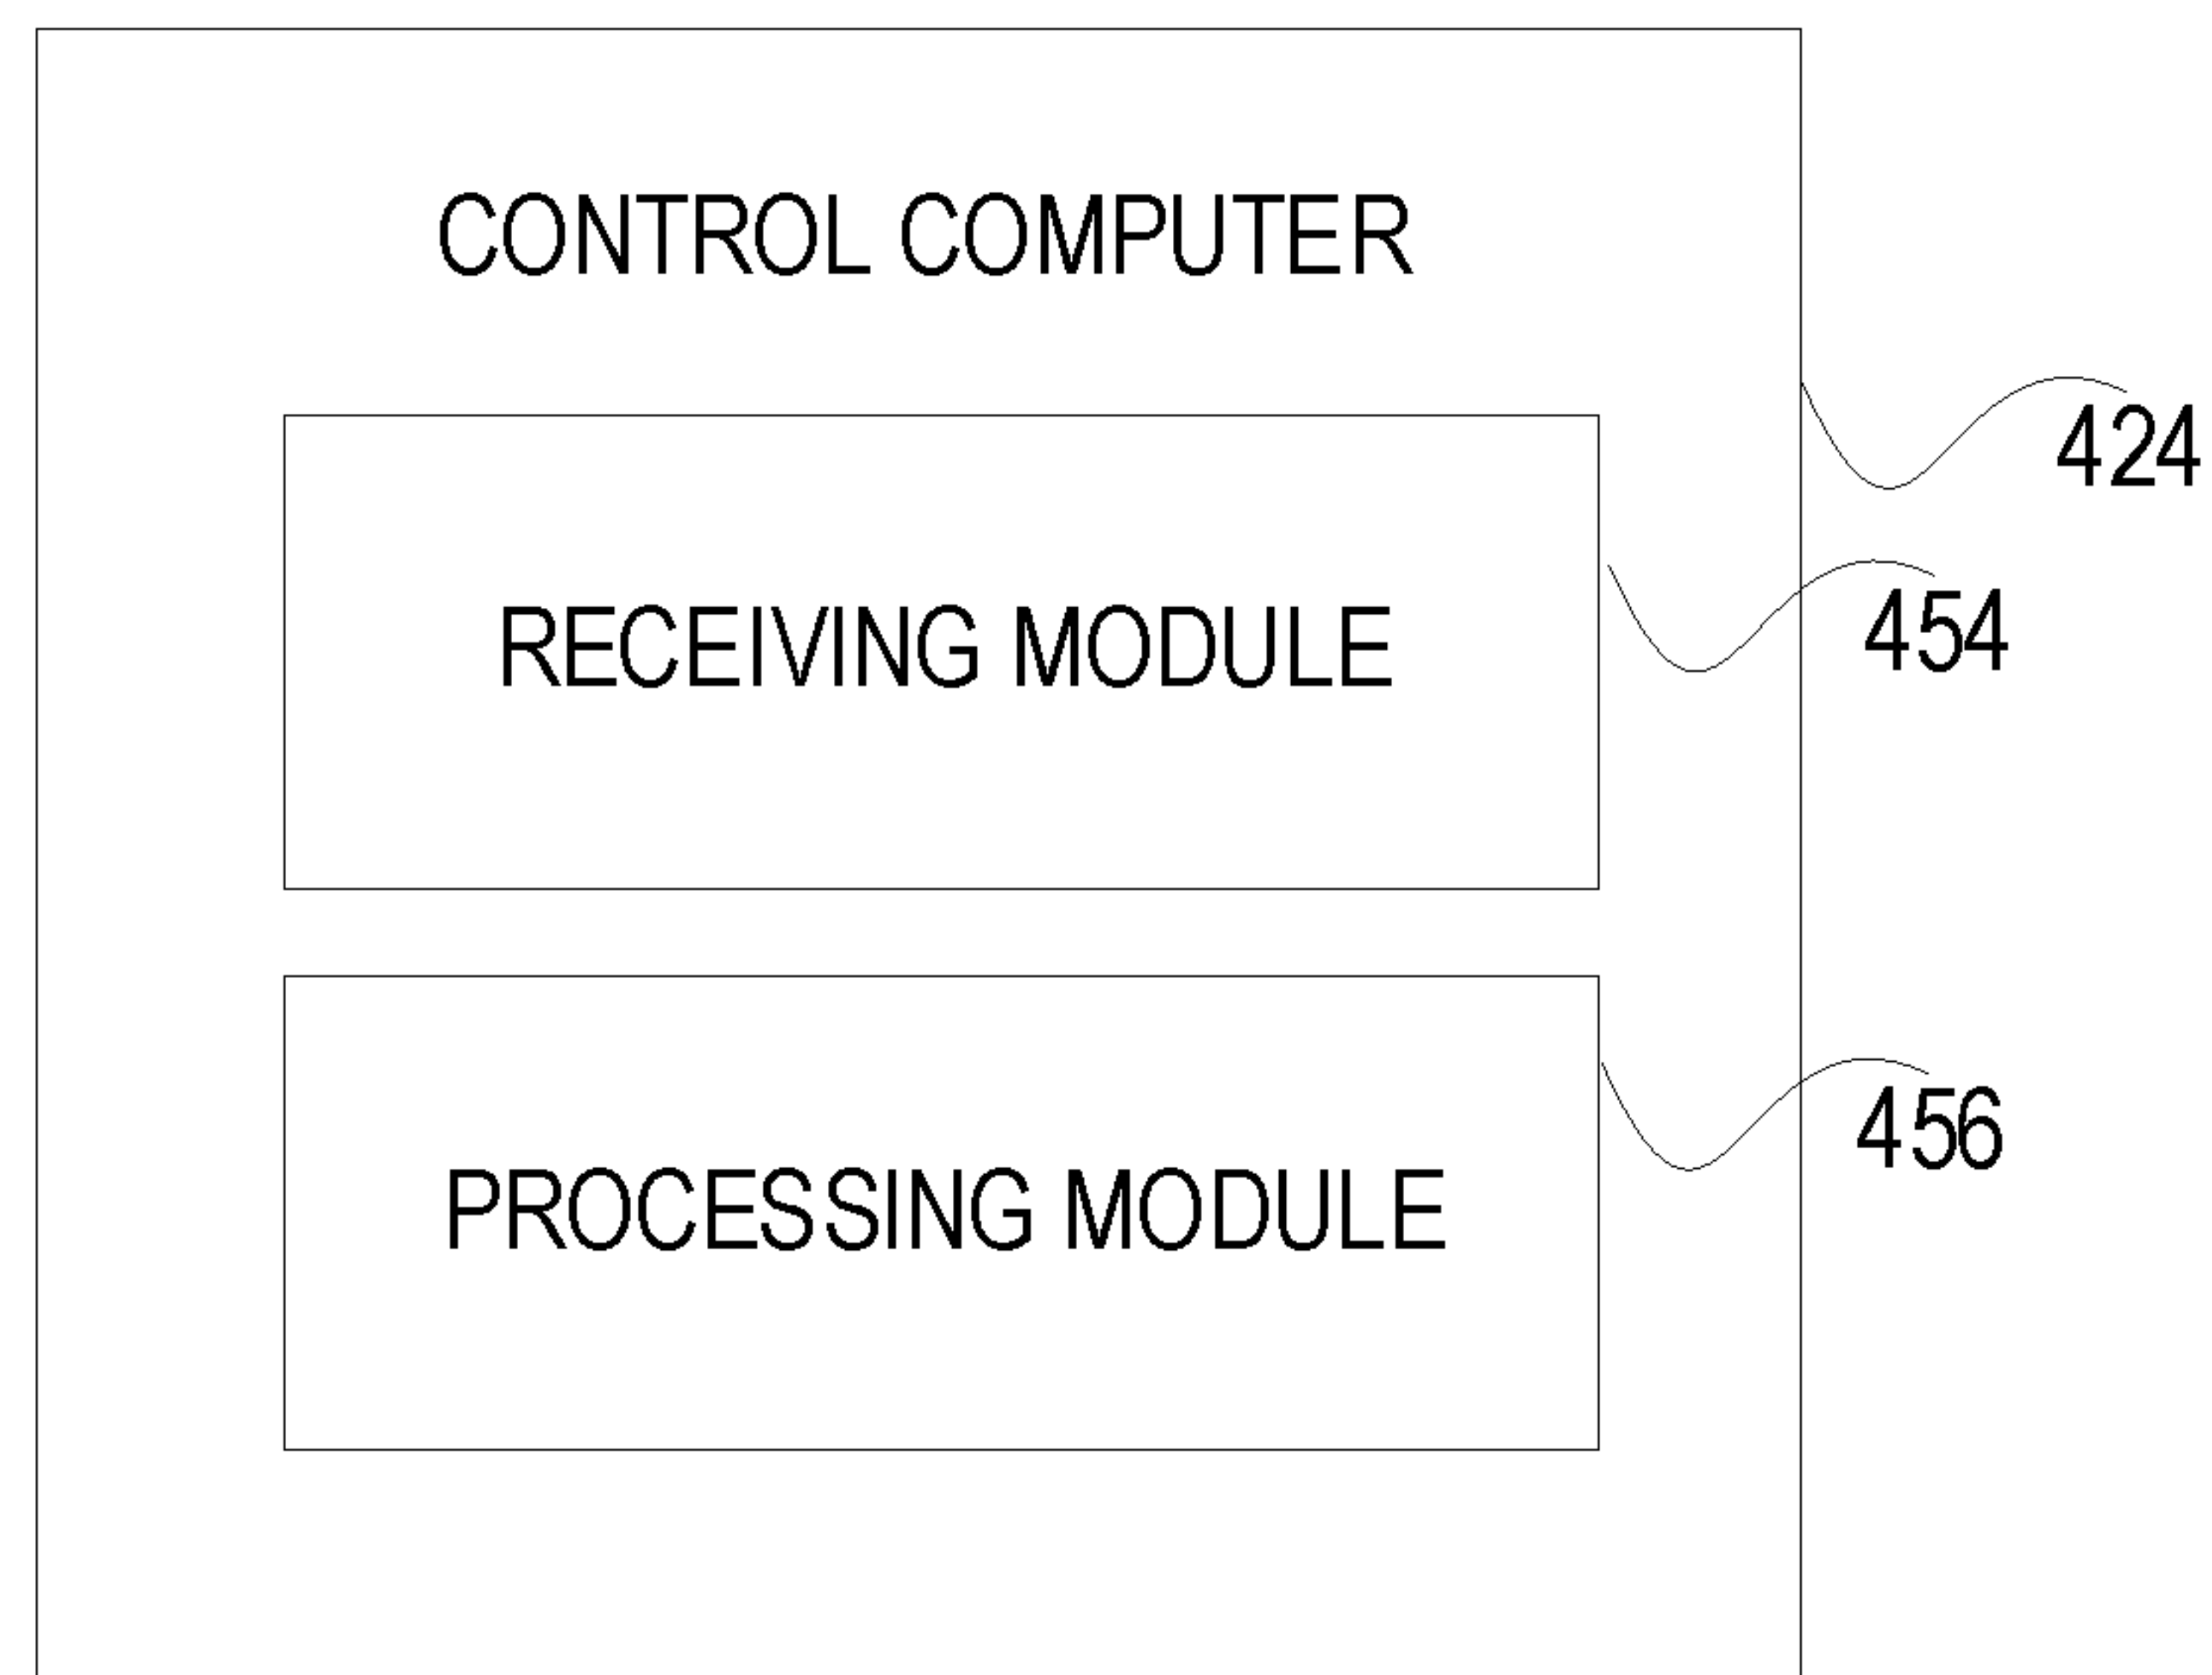 CONTROL COMPUTER
424
RECEIVING MODULE
454
456
PROCESSING MODULE